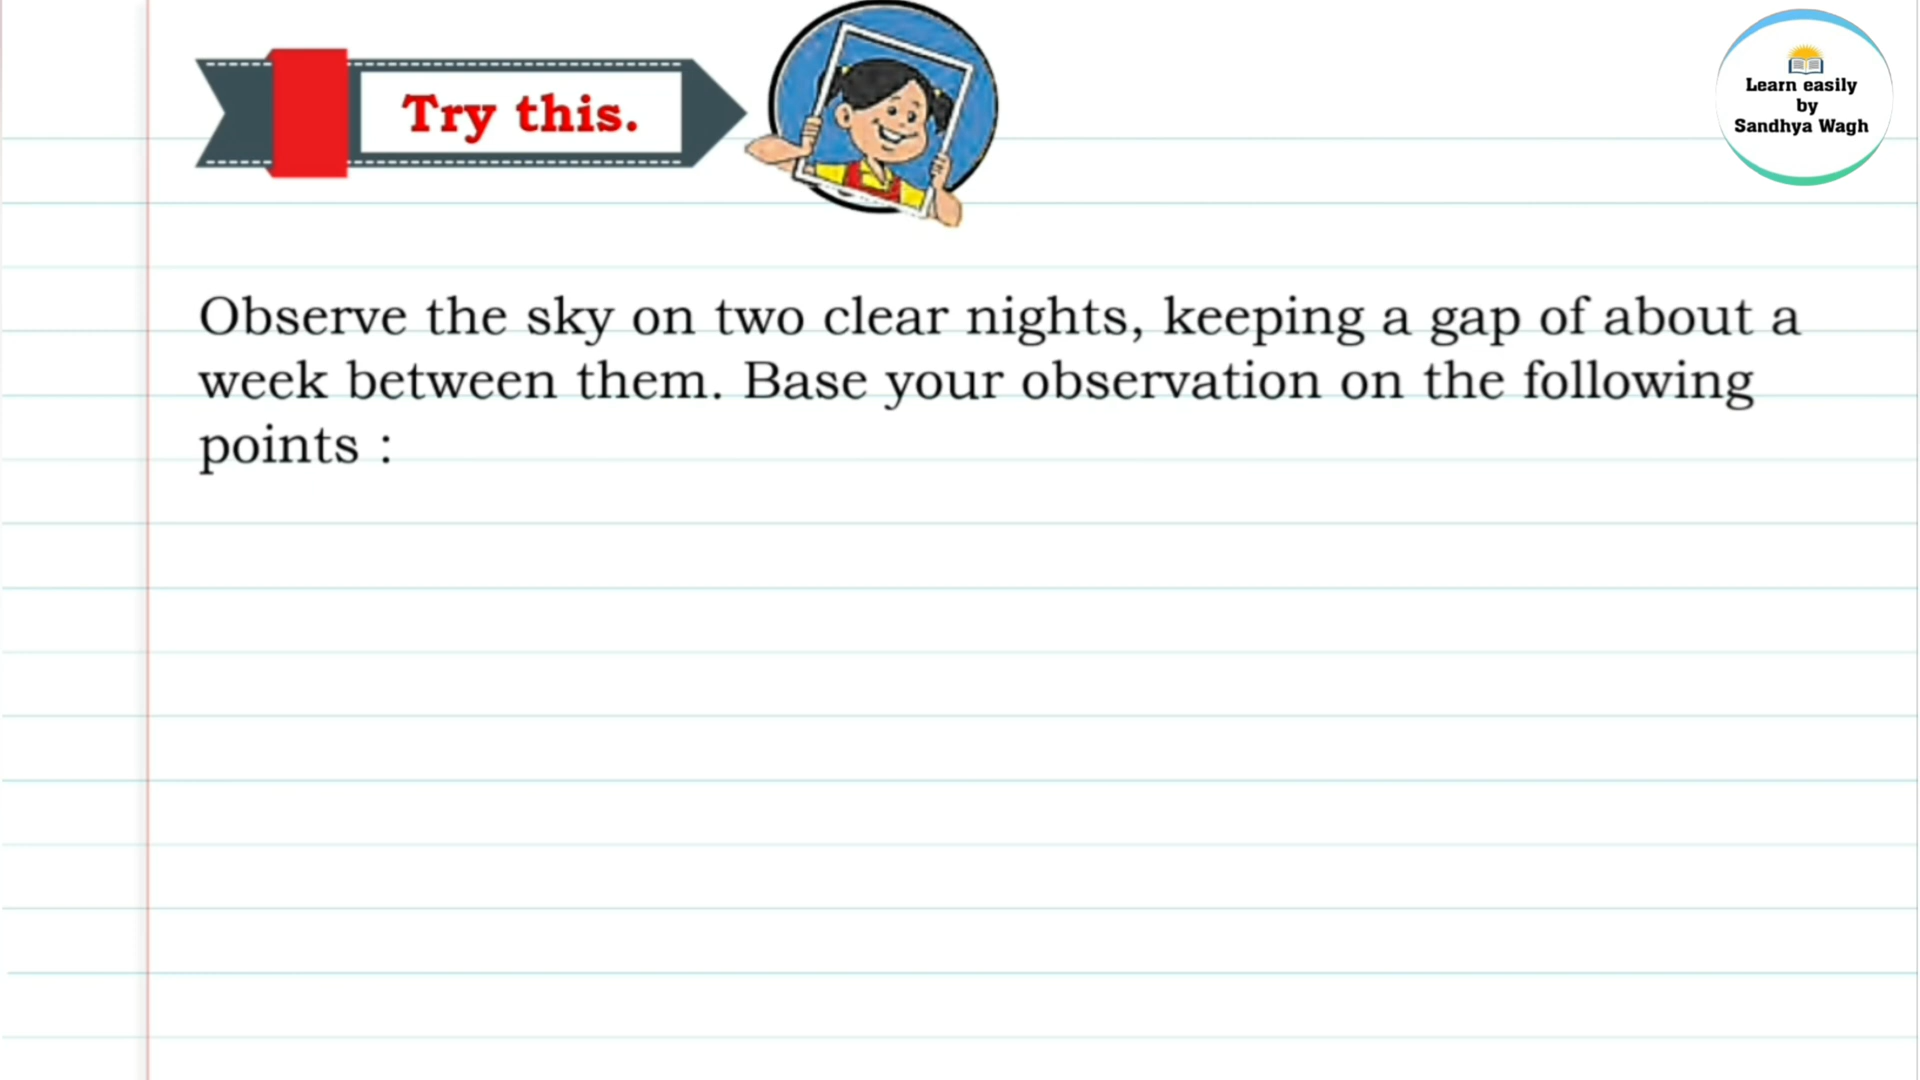 Try this.
Learn easily
by
Sandhya Wagh
Observe the sky on two clear nights, keeping a gap of about a
week between them. Base your observation on the following
points :